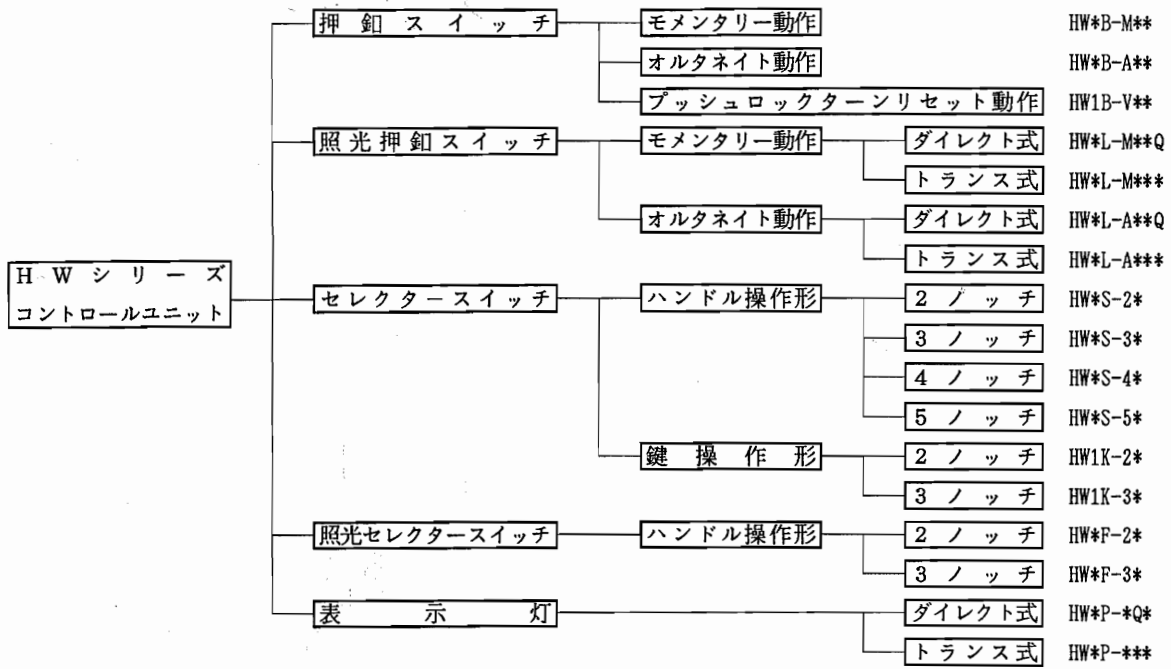 押釦スイッチ モメンタリー動作 HW*B-M**
オルタネイト動作 HW*B-A**
プッシュロックターンリセット動作 HW1B-V**
照光押釦スイッチ モメンタリー動作 ダイレクト式 HW*L-M**Q
トランス式 HW*L-M***
オルタネイト動作 ダイレクト式 HW*L-A**Q
トランス式 HW*L-A***
HWシリーズ
コントロールユニット
セレクタースイッチ ハンドル操作形 2ノッチ HW*S-2*
3ノッチ HW*S-3*
4ノッチ HW*S-4*
5ノッチ HW*S-5*
鍵操作形 2ノッチ HW1K-2*
3ノッチ HW1K-3*
照光セレクタースイッチ ハンドル操作形 2ノッチ HW*F-2*
3ノッチ HW*F-3*
表示灯 ダイレクト式 HW*P-*Q*
トランス式 HW*P-***